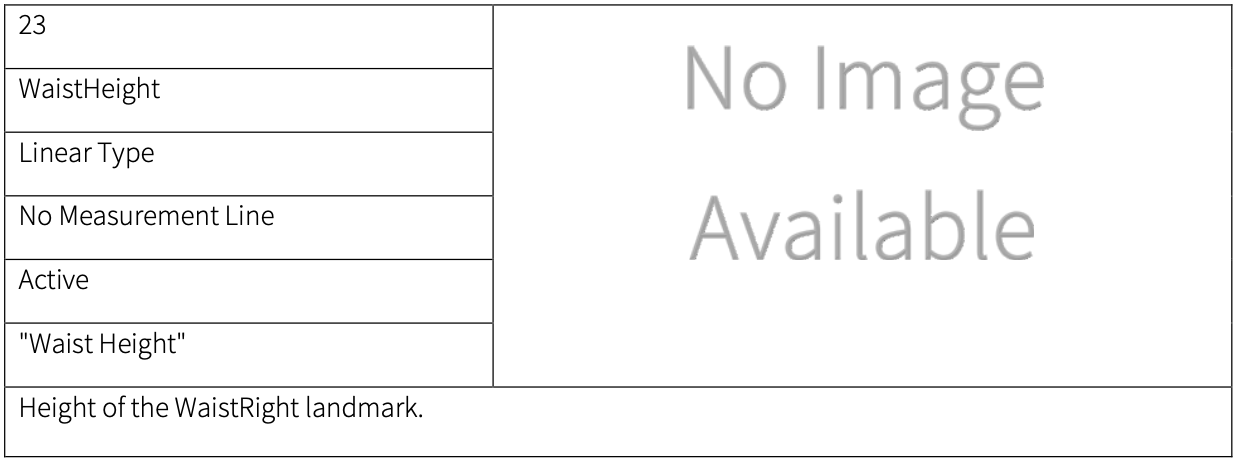 23
WaistHeight
Linear Type
No Measurement Line
Active
"Waist Height"
No Image
Available
Height of the WaistRight landmark.